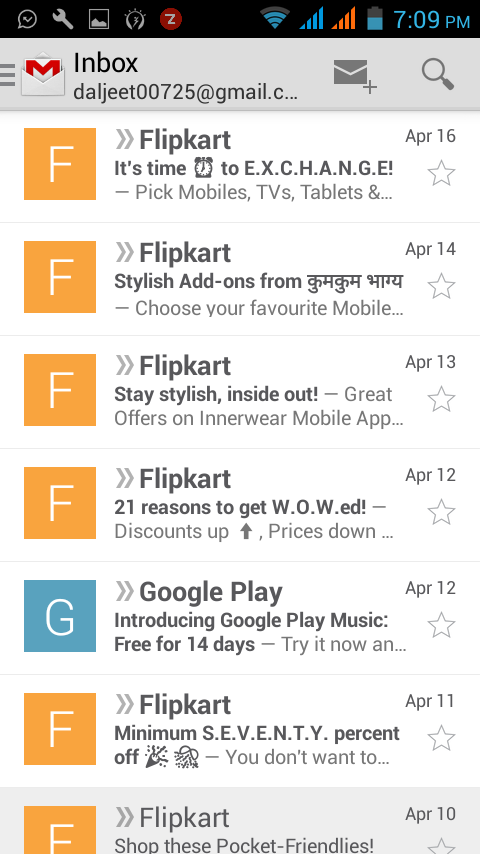 7:09 PM
Inbox
daljeet00725@gmail.c...
F
Flipkart
Apr 16
It's time ⏰ to E.X.C.H.A.N.G.E!
— Pick Mobiles, TVs, Tablets &...
F
Flipkart
Apr 14
Stylish Add-ons from कुमकुम भाग्य
— Choose your favourite Mobile...
F
Flipkart
Apr 13
Stay stylish, inside out! — Great
Offers on Innerwear Mobile App...
F
Flipkart
Apr 12
21 reasons to get W.O.W.ed! —
Discounts up ⬆ , Prices down ...
G
Google Play
Apr 12
Introducing Google Play Music:
Free for 14 days — Try it now an...
F
Flipkart
Apr 11
Minimum S.E.V.E.N.T.Y. percent
off 🎉 🎊 — You don't want to...
F
Flipkart
Apr 10
Shop these Pocket-Friendlies!